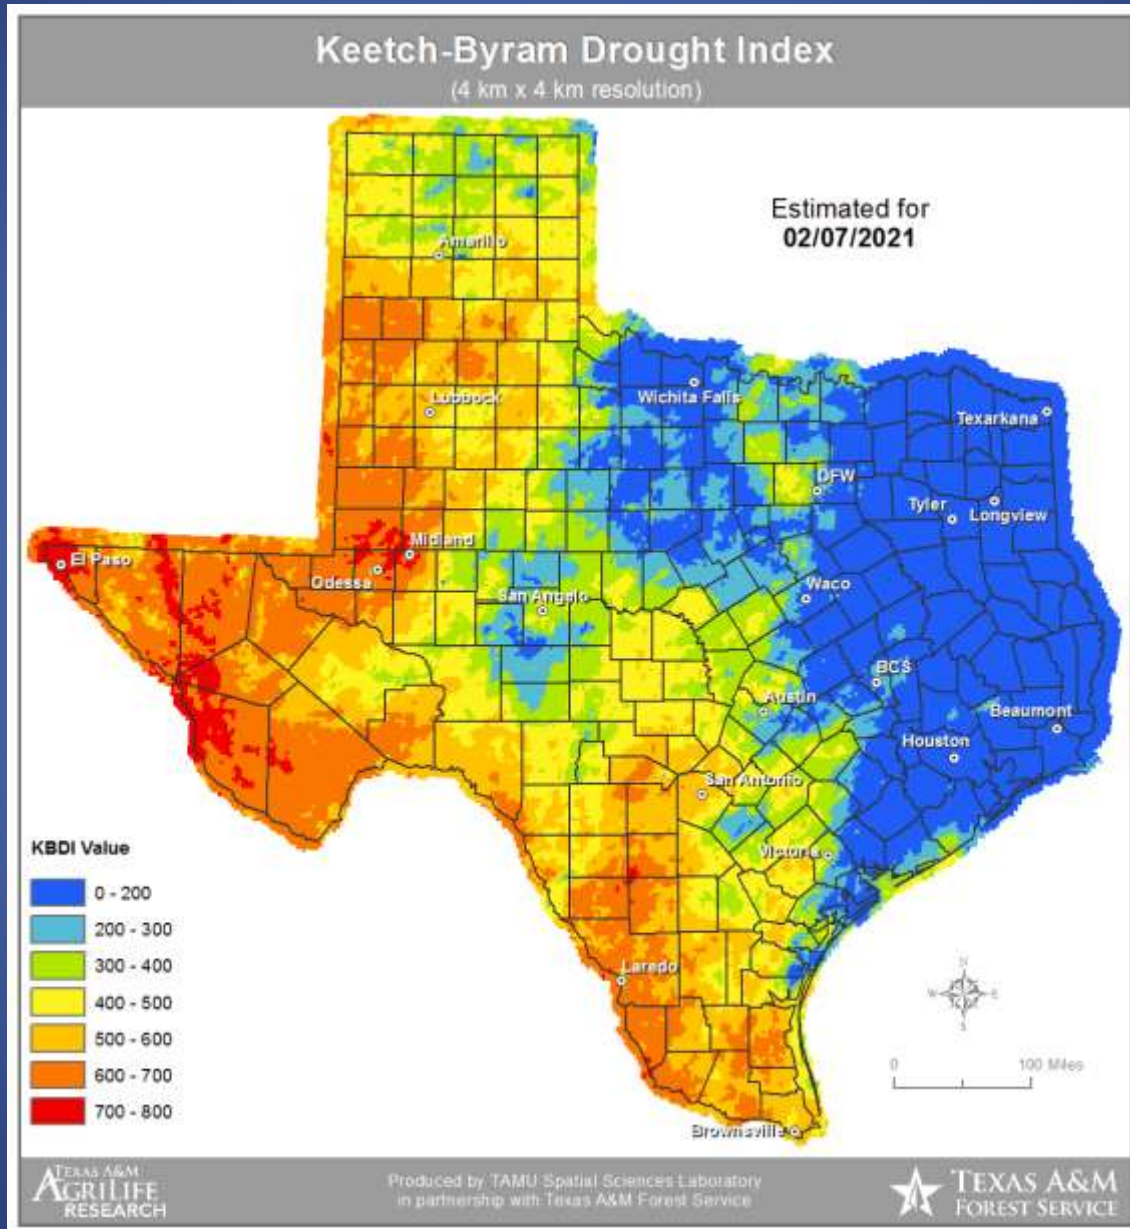 Keetch-Byram Drought Index
(4 km x 4 km resolution)
Estimated for
02/07/2021
Amarillo
Lubbock
Wichita Falls
Texarkana
DFW
Tyler
Longview
Midland
El Paso
Odessa
San Angelo
Waco
BCS
Austin
Beaumont
Houston
San Antonio
Victoria
Laredo
Brownsville
KBDI Value
0 - 200
200 - 300
300 - 400
400 - 500
500 - 600
600 - 700
700 - 800
N
W
E
S
0 100 Miles
TEXAS A&M
AGRILIFE
RESEARCH
Produced by TAMU Spatial Sciences Laboratory
in partnership with Texas A&M Forest Service
TEXAS A&M
FOREST SERVICE